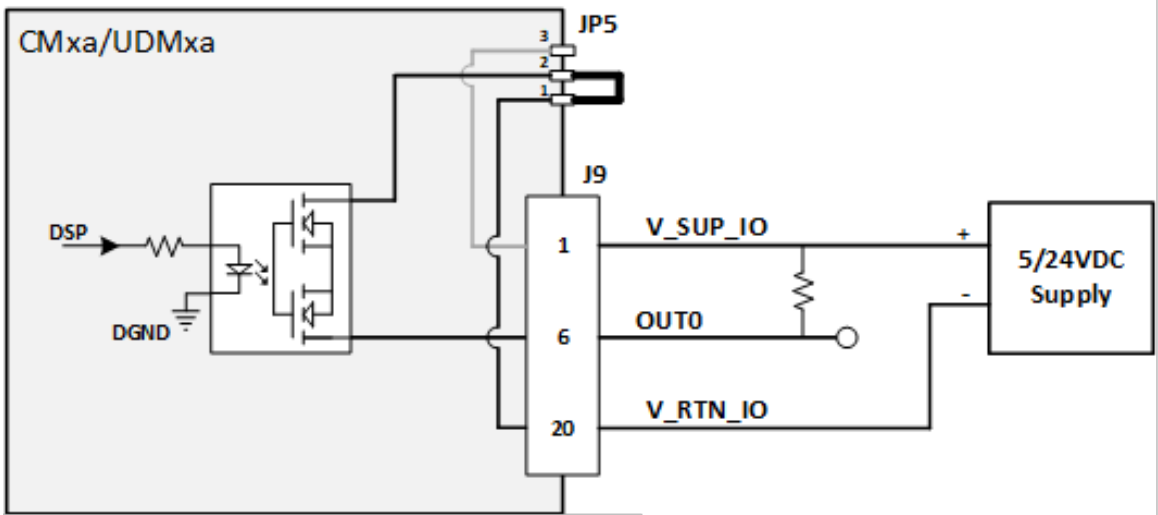 CMxa/UDMxa
JP5
3
2
1
J9
DSP
DGND
1
6
20
V_SUP_IO
OUT0
V_RTN_IO
+
-
5/24VDC
Supply